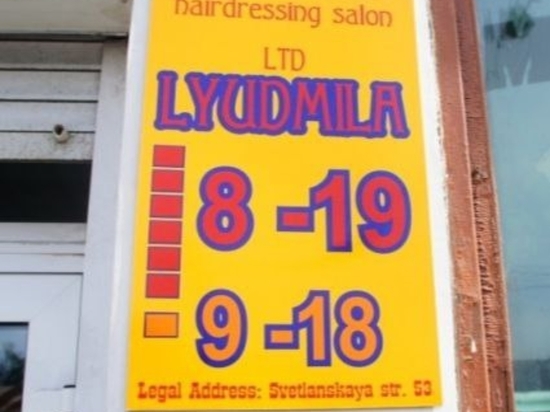 hairdressing salon
LTD
LYUDMILA
8 -19
9 -18
Legal Address: Svetlanskaya str. 53